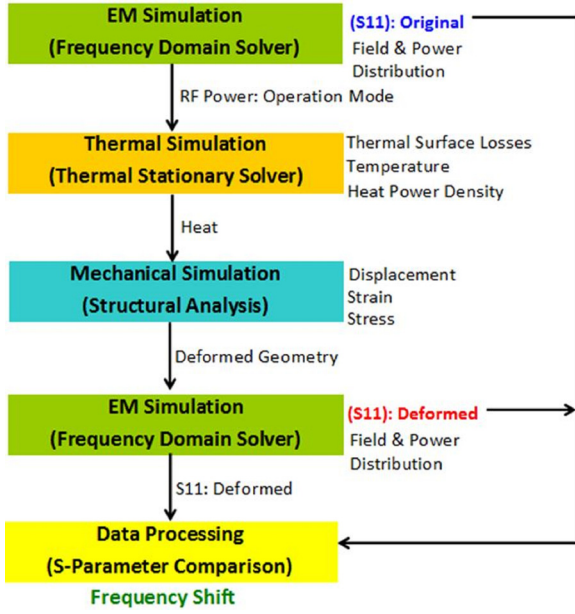 EM Simulation
(Frequency Domain Solver)
(S11): Original
Field & Power
Distribution
RF Power: Operation Mode
Thermal Simulation
(Thermal Stationary Solver)
Thermal Surface Losses
Temperature
Heat Power Density
Heat
Mechanical Simulation
(Structural Analysis)
Displacement
Strain
Stress
Deformed Geometry
EM Simulation
(Frequency Domain Solver)
(S11): Deformed
Field & Power
Distribution
S11: Deformed
Data Processing
(S-Parameter Comparison)
Frequency Shift